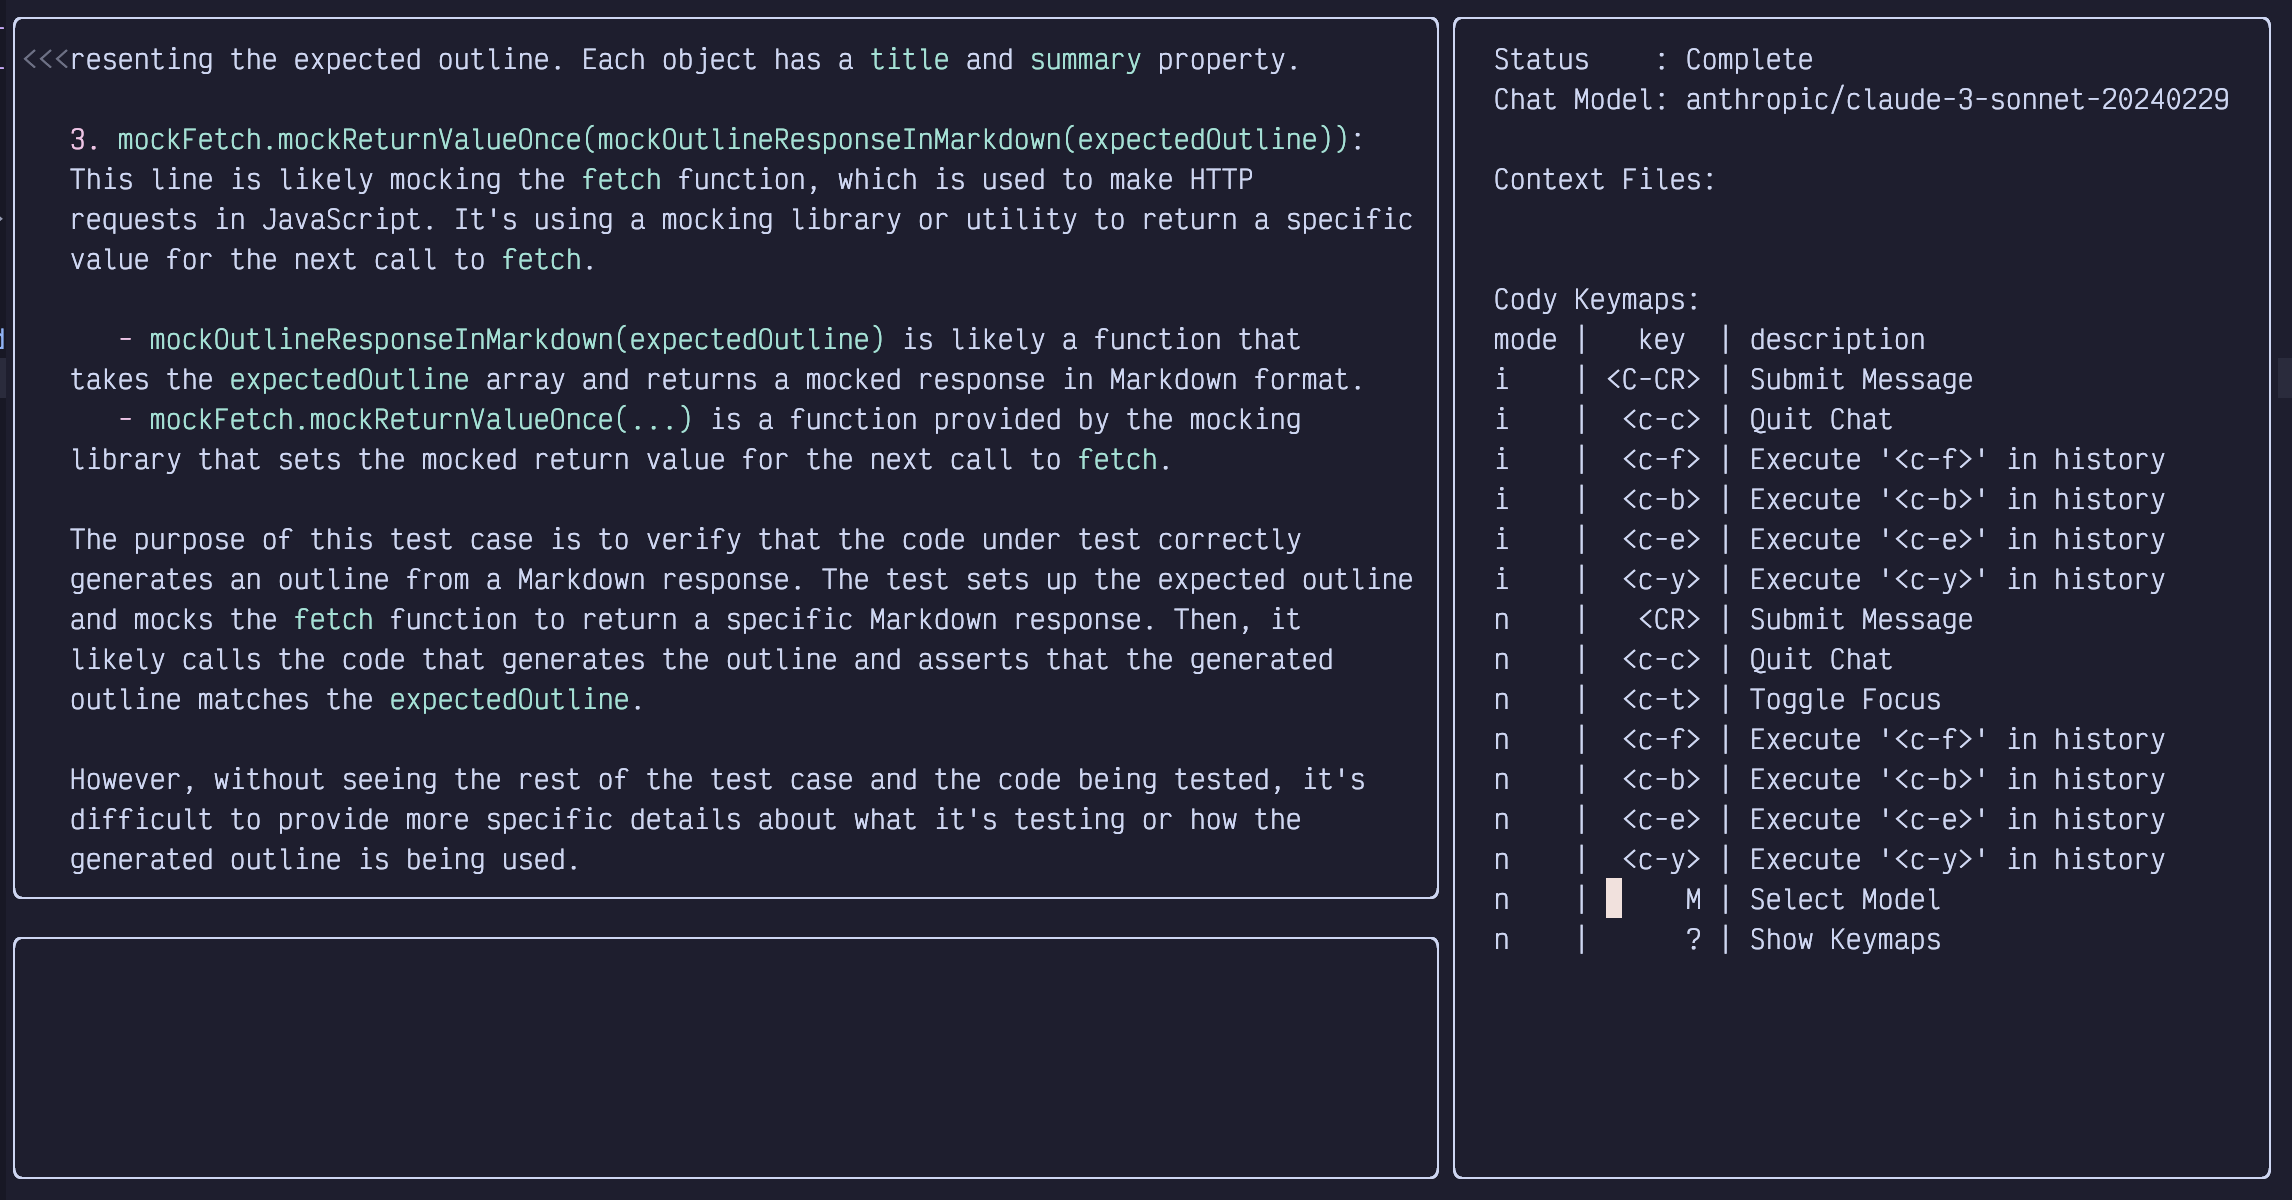 <<<resenting the expected outline. Each object has a title and summary property.
3. mockFetch.mockReturnValueOnce(mockOutlineResponseInMarkdown(expectedOutline)):
This line is likely mocking the fetch function, which is used to make HTTP
requests in JavaScript. It's using a mocking library or utility to return a specific
value for the next call to fetch.
- mockOutlineResponseInMarkdown(expectedOutline) is likely a function that
takes the expectedOutline array and returns a mocked response in Markdown format.
- mockFetch.mockReturnValueOnce(...) is a function provided by the mocking
library that sets the mocked return value for the next call to fetch.
The purpose of this test case is to verify that the code under test correctly
generates an outline from a Markdown response. The test sets up the expected outline
and mocks the fetch function to return a specific Markdown response. Then, it
likely calls the code that generates the outline and asserts that the generated
outline matches the expectedOutline.
However, without seeing the rest of the test case and the code being tested, it's
difficult to provide more specific details about what it's testing or how the
generated outline is being used.
Status    : Complete
Chat Model: anthropic/claude-3-sonnet-20240229
Context Files:
Cody Keymaps:
mode |   key  | description
i    | <C-CR> | Submit Message
i    |  <c-c> | Quit Chat
i    |  <c-f> | Execute '<c-f>' in history
i    |  <c-b> | Execute '<c-b>' in history
i    |  <c-e> | Execute '<c-e>' in history
i    |  <c-y> | Execute '<c-y>' in history
n    |   <CR> | Submit Message
n    |  <c-c> | Quit Chat
n    |  <c-t> | Toggle Focus
n    |  <c-f> | Execute '<c-f>' in history
n    |  <c-b> | Execute '<c-b>' in history
n    |  <c-e> | Execute '<c-e>' in history
n    |  <c-y> | Execute '<c-y>' in history
n    |      M | Select Model
n    |      ? | Show Keymaps